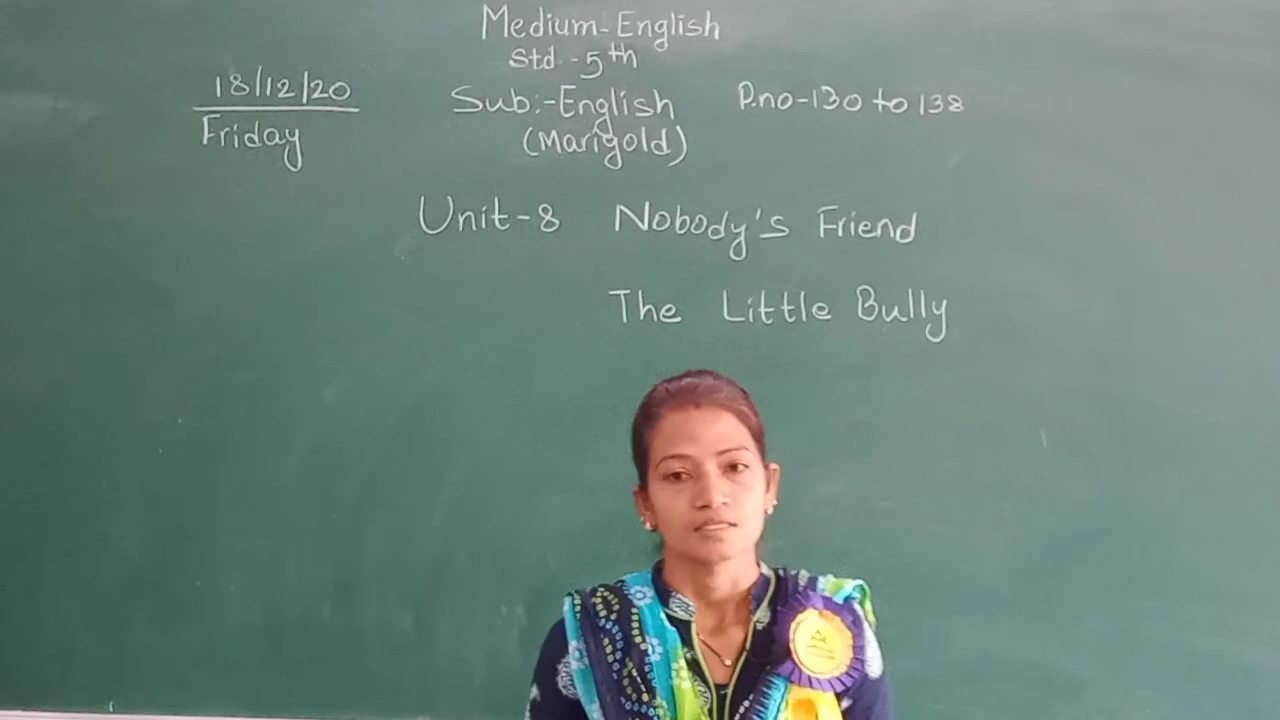 Medium-English
Std.-5th
18/12/20
Friday
Sub:-English
(Marigold)
P.no-130 to 138
Unit-8 Nobody's Friend
The Little Bully